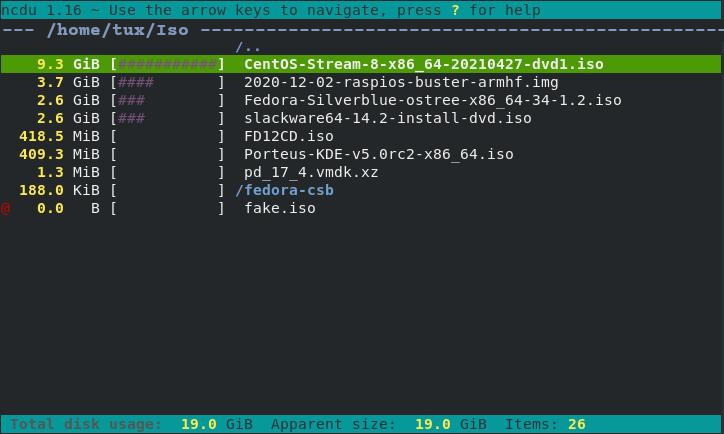 ncdu 1.16 ~ Use the arrow keys to navigate, press ? for help
--- /home/tux/Iso ----------------------------------------------------------
/..
9.3 GiB [###########] CentOS-Stream-8-x86_64-20210427-dvd1.iso
3.7 GiB [####       ] 2020-12-02-raspios-buster-armhf.img
2.6 GiB [###        ] Fedora-Silverblue-ostree-x86_64-34-1.2.iso
2.6 GiB [###        ] slackware64-14.2-install-dvd.iso
418.5 MiB [           ] FD12CD.iso
409.3 MiB [           ] Porteus-KDE-v5.0rc2-x86_64.iso
1.3 MiB [           ] pd_17_4.vmdk.xz
188.0 KiB [           ] /fedora-csb
@ 0.0 B [           ] fake.iso
Total disk usage: 19.0 GiB Apparent size: 19.0 GiB Items: 26